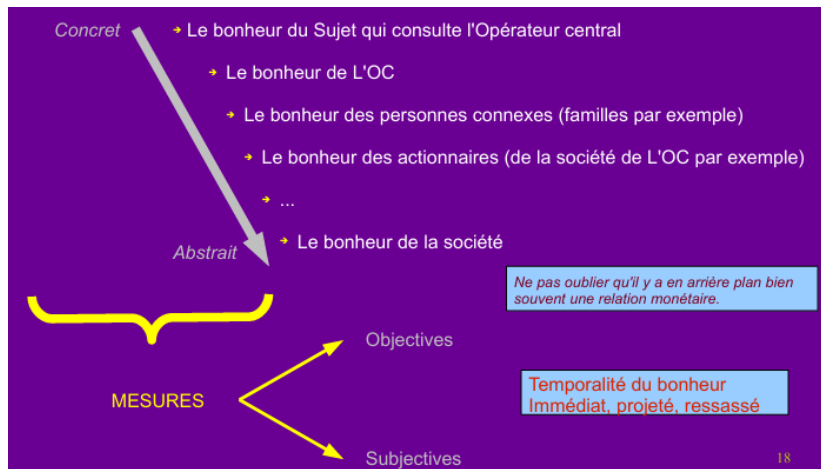 Concret
➔ Le bonheur du Sujet qui consulte l'Opérateur central
➔ Le bonheur de L'OC
➔ Le bonheur des personnes connexes (familles par exemple)
➔ Le bonheur des actionnaires (de la société de L'OC par exemple)
➔ ...
Abstrait
➔ Le bonheur de la société
Ne pas oublier qu'il y a en arrière plan bien
souvent une relation monétaire.
Objectives
MESURES
Temporalité du bonheur
Immédiat, projeté, ressassé
Subjectives
18